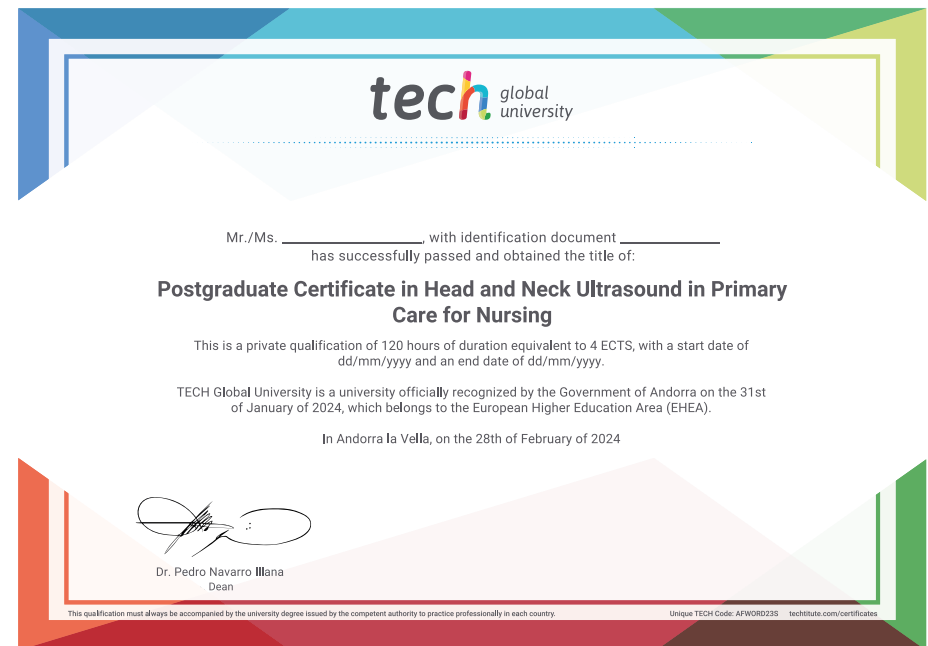 tech global university
Mr./Ms. ____________________, with identification document ______________
has successfully passed and obtained the title of:
Postgraduate Certificate in Head and Neck Ultrasound in Primary
Care for Nursing
This is a private qualification of 120 hours of duration equivalent to 4 ECTS, with a start date of
dd/mm/yyyy and an end date of dd/mm/yyyy.
TECH Global University is a university officially recognized by the Government of Andorra on the 31st
of January of 2024, which belongs to the European Higher Education Area (EHEA).
In Andorra la Vella, on the 28th of February of 2024
Dr. Pedro Navarro Illana
Dean
This qualification must always be accompanied by the university degree issued by the competent authority to practice professionally in each country.
Unique TECH Code: AFWORD23S techtitute.com/certificates